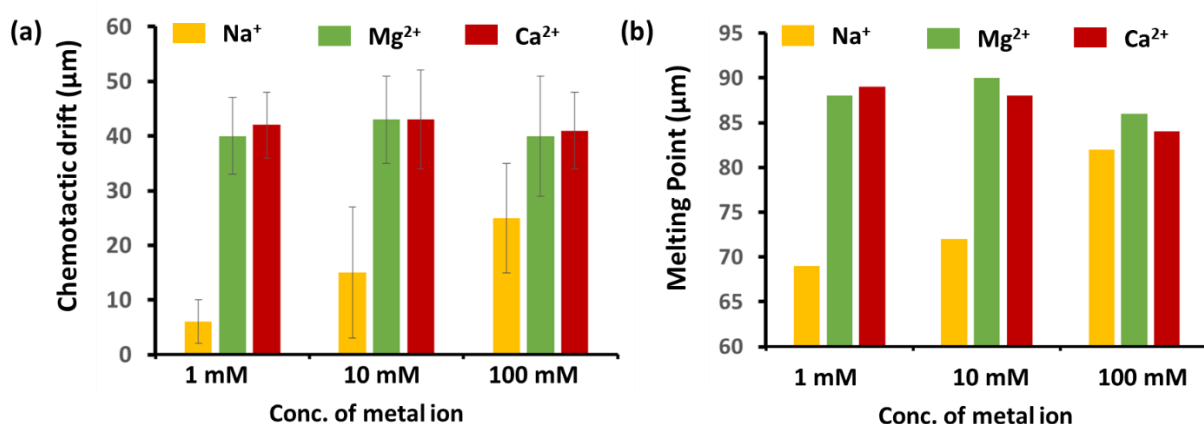 (a)
Na⁺ Mg²⁺ Ca²⁺
Chemotactic drift (μm)
60
50
40
30
20
10
0
1 mM 10 mM 100 mM
Conc. of metal ion
(b)
Na⁺ Mg²⁺ Ca²⁺
Melting Point (μm)
95
90
85
80
75
70
65
60
1 mM 10 mM 100 mM
Conc. of metal ion